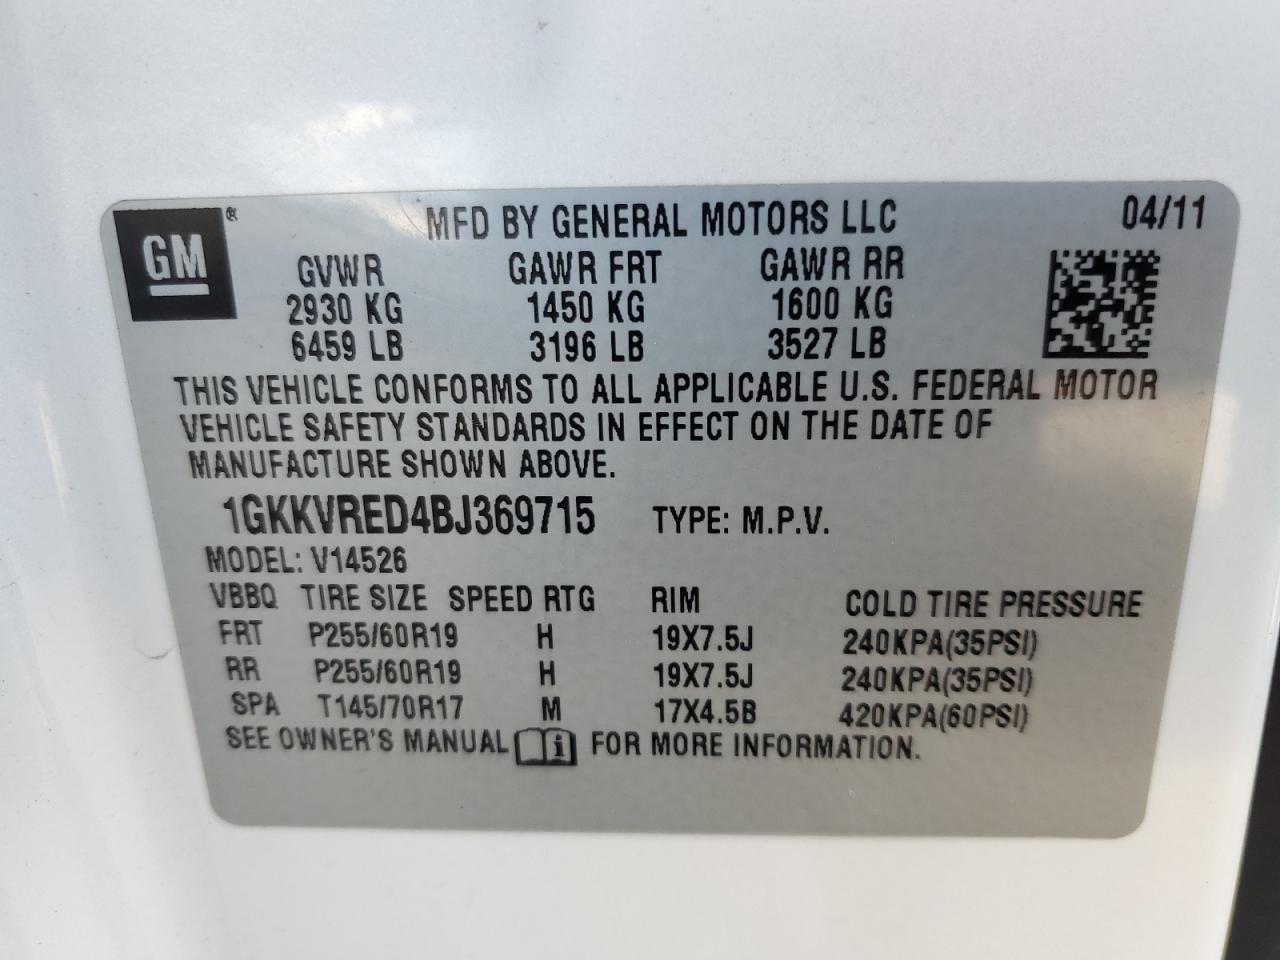 GM ® MFD BY GENERAL MOTORS LLC 04/11
GVWR GAWR FRT GAWR RR
2930 KG 1450 KG 1600 KG
6459 LB 3196 LB 3527 LB
THIS VEHICLE CONFORMS TO ALL APPLICABLE U.S. FEDERAL MOTOR
VEHICLE SAFETY STANDARDS IN EFFECT ON THE DATE OF
MANUFACTURE SHOWN ABOVE.
1GKKVRED4BJ369715 TYPE: M.P.V.
MODEL: V14526
VBBQ TIRE SIZE SPEED RTG RIM COLD TIRE PRESSURE
FRT P255/60R19 H 19X7.5J 240KPA(35PSI)
RR P255/60R19 H 19X7.5J 240KPA(35PSI)
SPA T145/70R17 M 17X4.5B 420KPA(60PSI)
SEE OWNER'S MANUAL i FOR MORE INFORMATION.